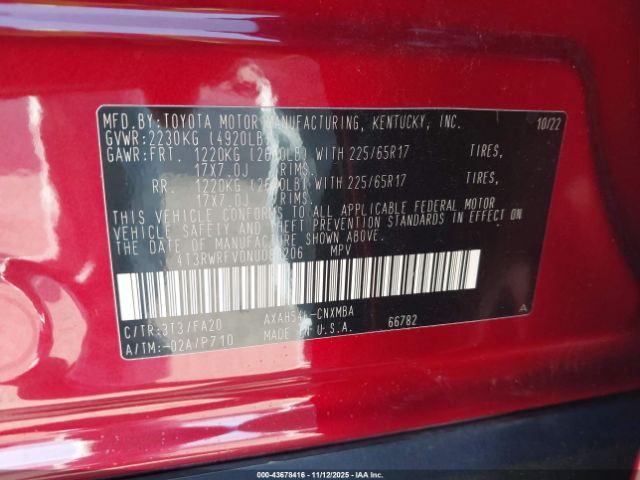 MFD.BY:TOYOTA MOTOR MANUFACTURING, KENTUCKY, INC. 10/22
GVWR:2230KG (4920LB)
GAWR:FRT. 1220KG WITH 225/65R17 TIRES,
17X7.0J RIMS,
RR. 1220KG WITH 225/65R17 TIRES,
17X7.0J RIMS,
THIS VEHICLE CONFORMS TO ALL APPLICABLE FEDERAL MOTOR
VEHICLE SAFETY AND THEFT PREVENTION STANDARDS IN EFFECT ON
THE DATE OF MANUFACTURE SHOWN ABOVE.
MPV
C/TR:3T3/FA20 66782
A/TM:-02A/P710 MADE IN U.S.A. A
000-43678416 - 11/12/2025 - IAA Inc.